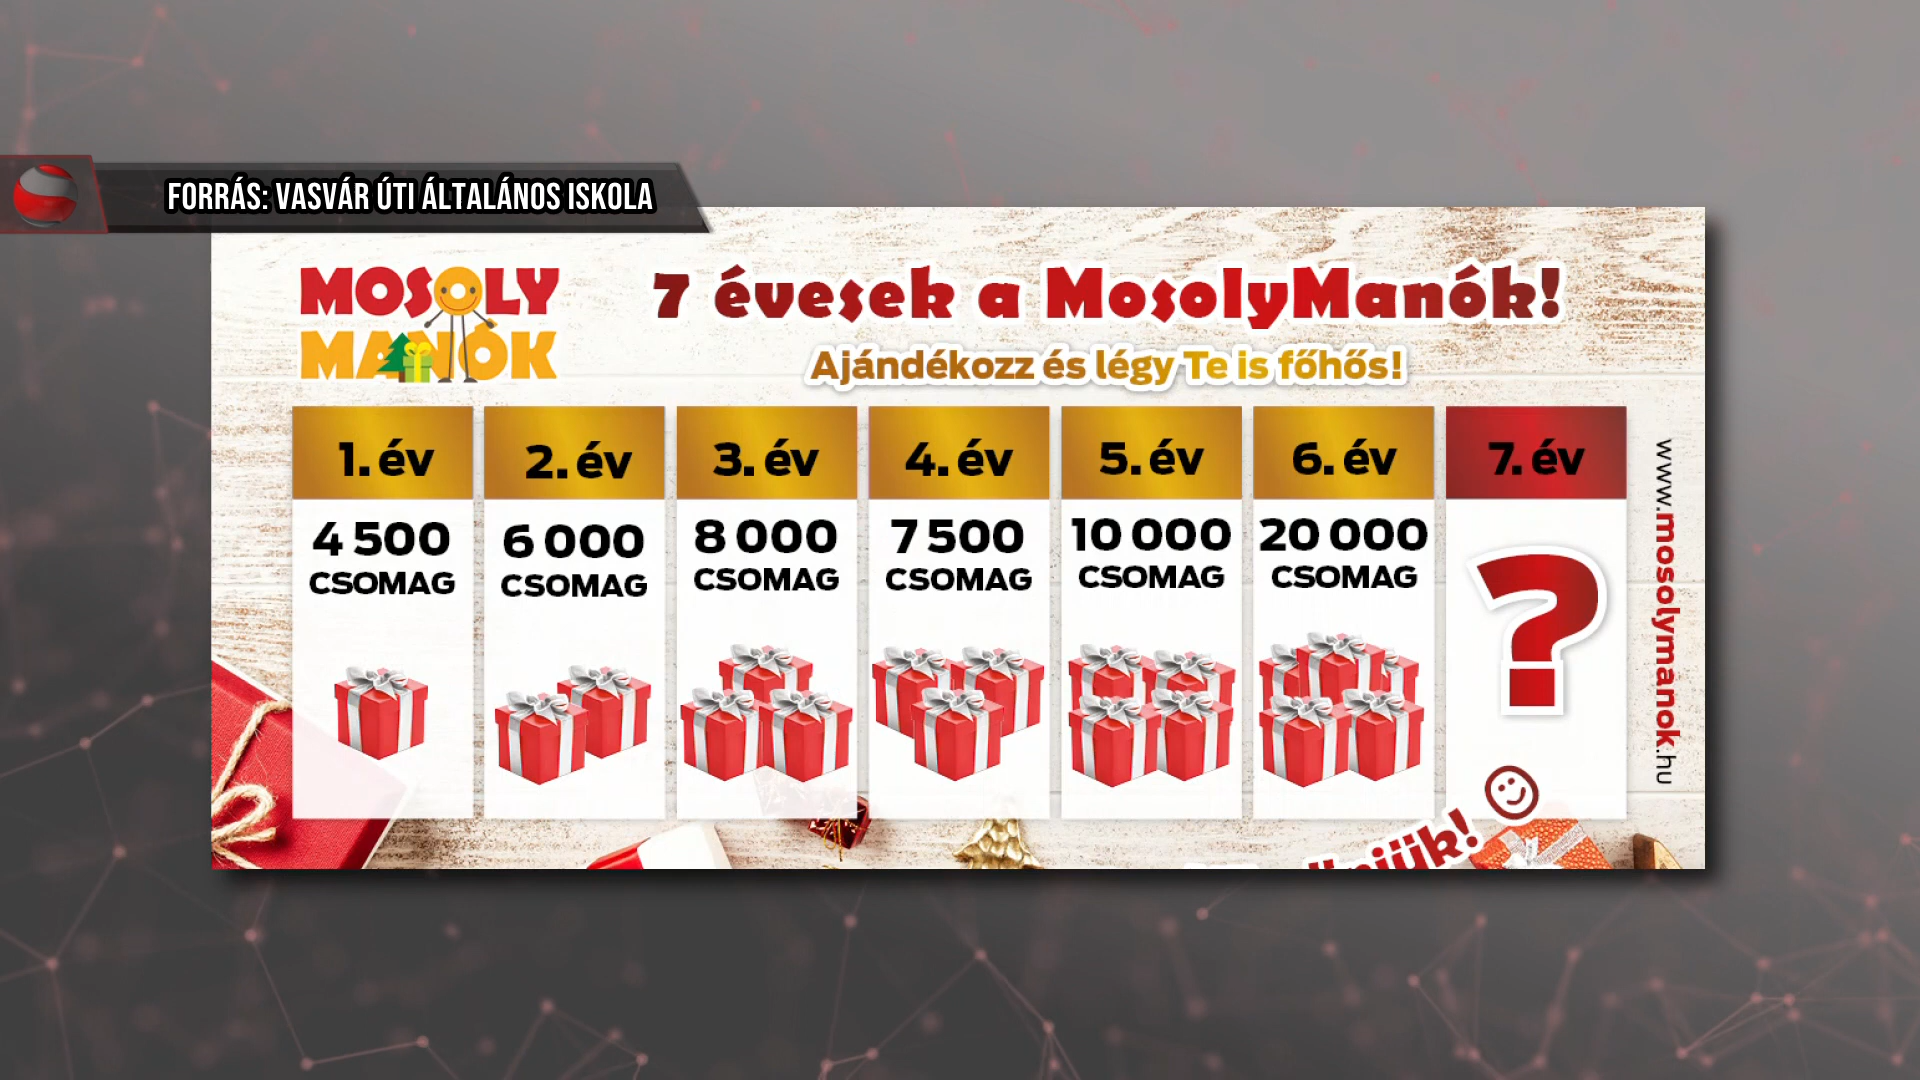 FORRÁS: VASVÁR ÚTI ÁLTALÁNOS ISKOLA
MOSOLY
MANÓK
7 évesek a MosolyManók!
Ajándékozz és légy Te is főhős!
1. év
4 500
CSOMAG
2. év
6 000
CSOMAG
3. év
8 000
CSOMAG
4. év
7 500
CSOMAG
5. év
10 000
CSOMAG
6. év
20 000
CSOMAG
7. év
?
www.mosolymanok.hu